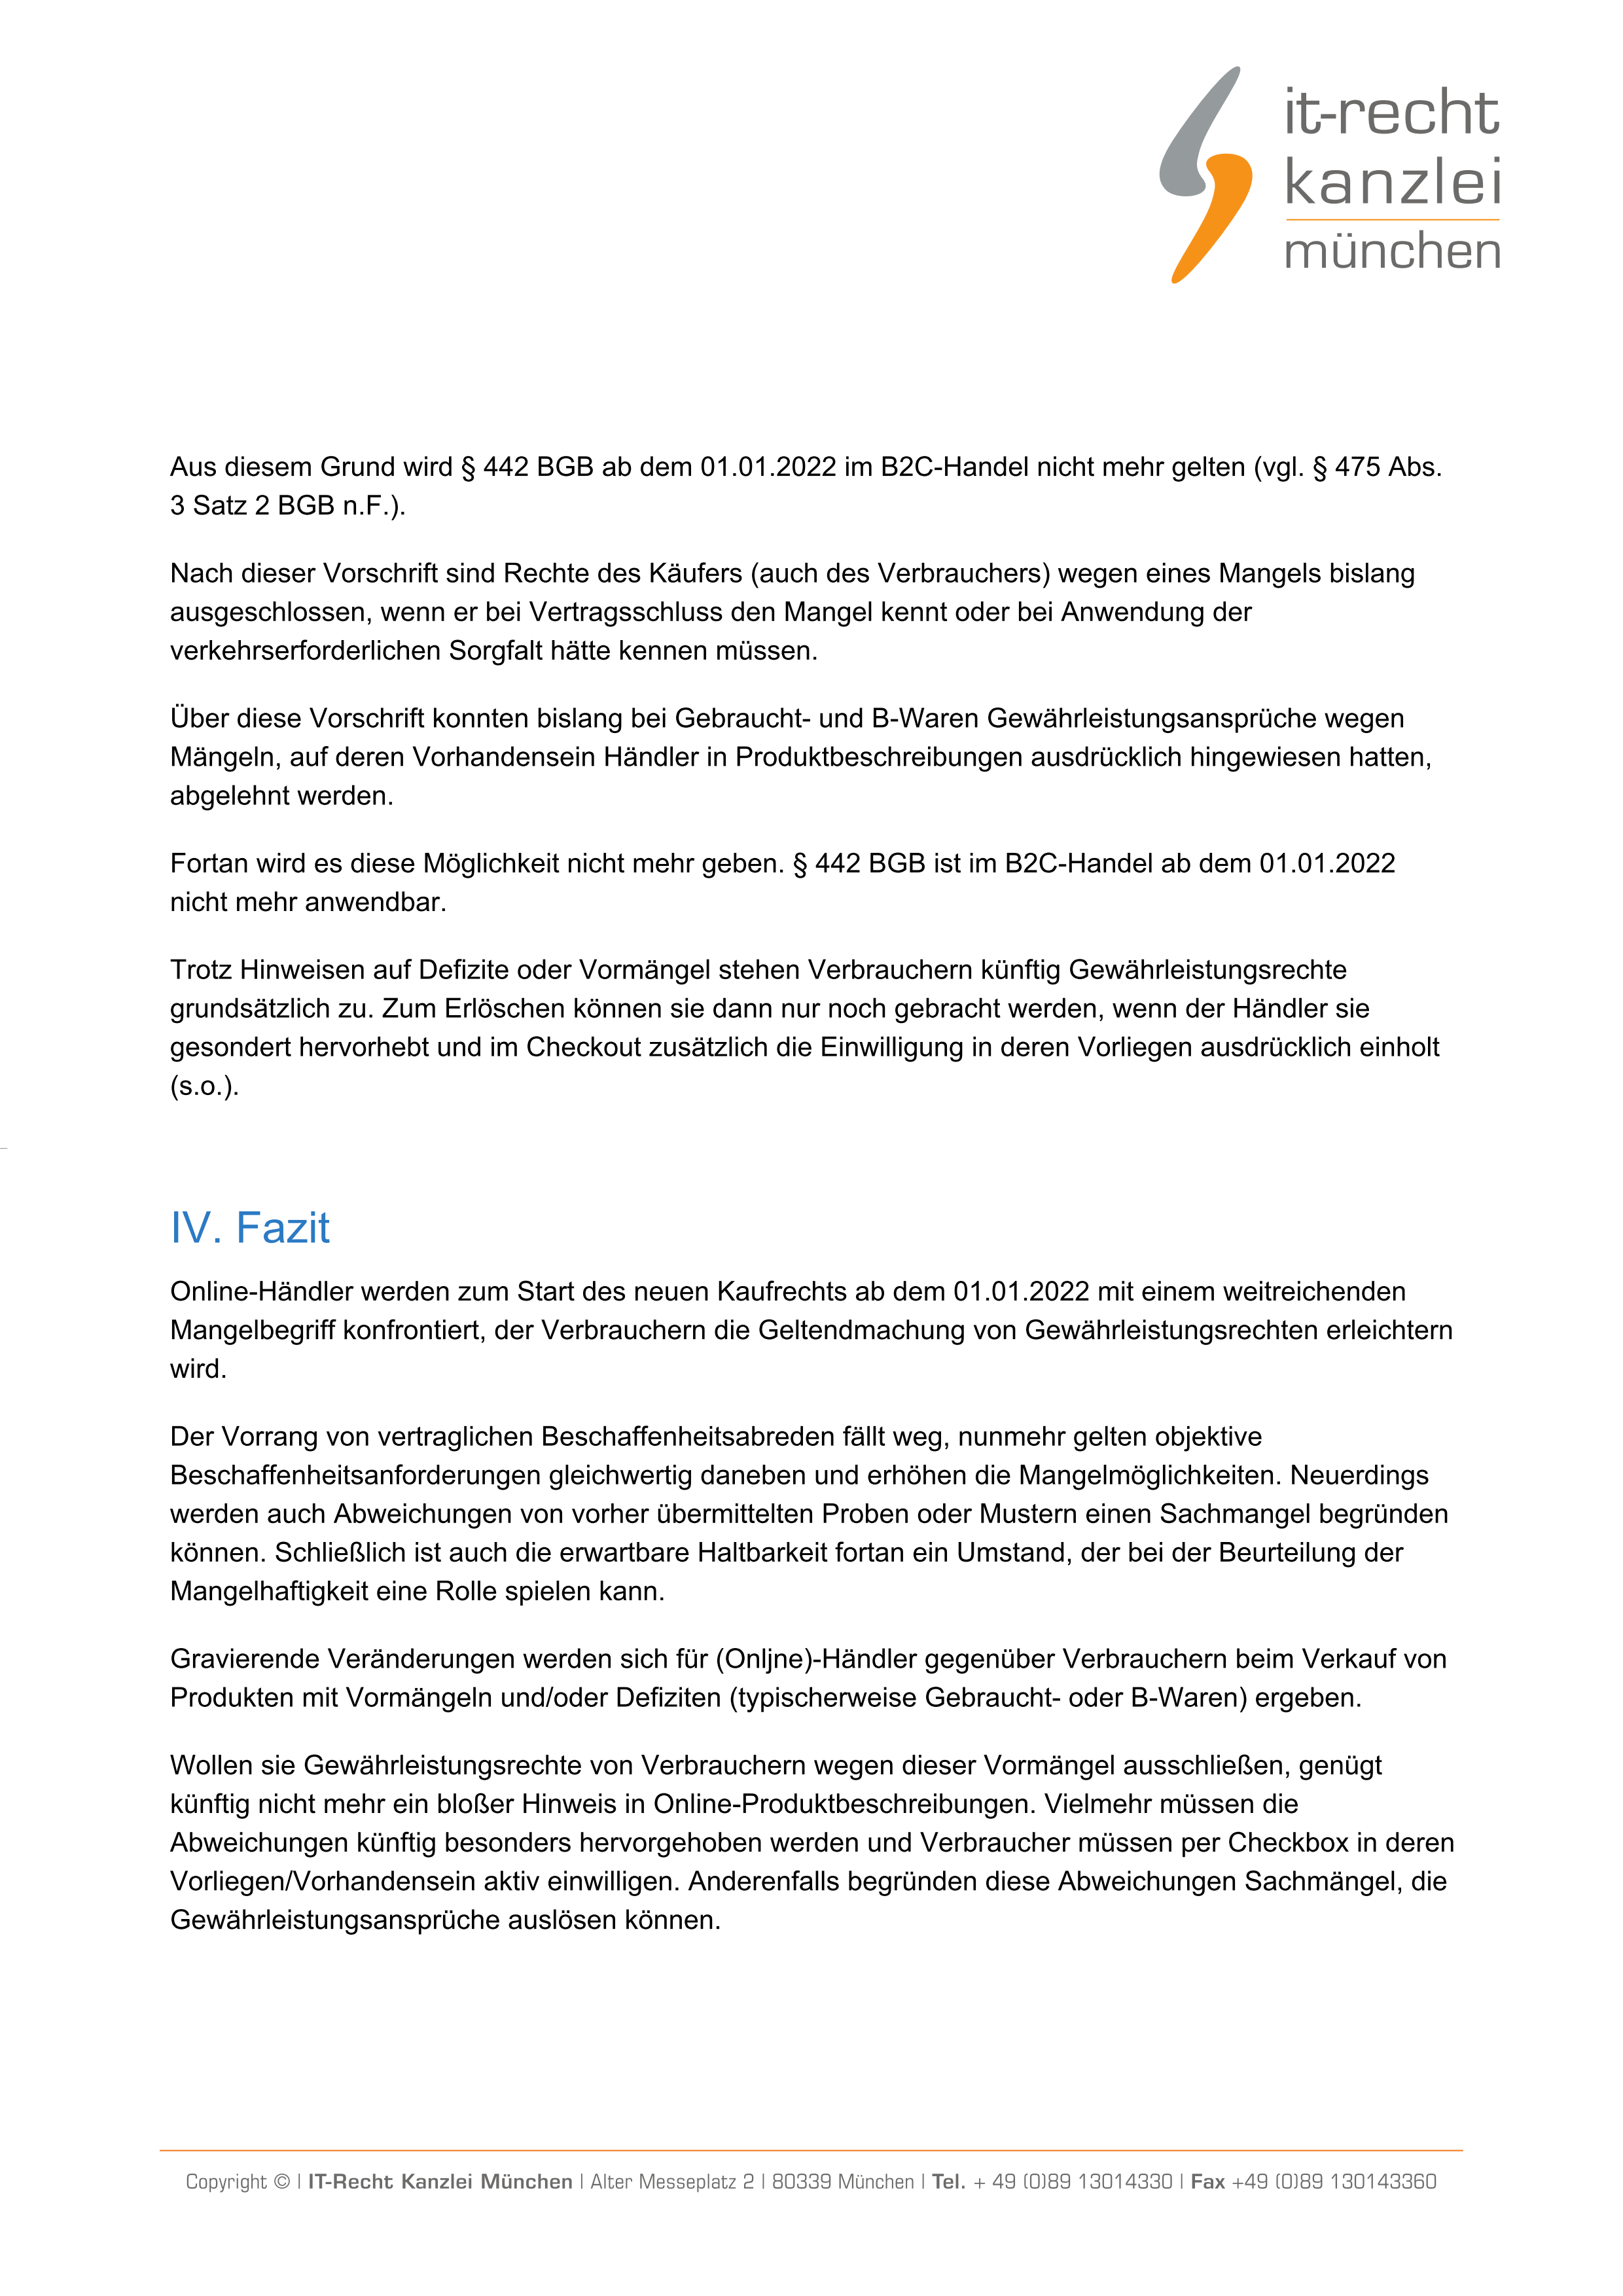 it-recht
kanzlei
münchen
Aus diesem Grund wird § 442 BGB ab dem 01.01.2022 im B2C-Handel nicht mehr gelten (vgl. § 475 Abs.
3 Satz 2 BGB n.F.).
Nach dieser Vorschrift sind Rechte des Käufers (auch des Verbrauchers) wegen eines Mangels bislang
ausgeschlossen, wenn er bei Vertragsschluss den Mangel kennt oder bei Anwendung der
verkehrserforderlichen Sorgfalt hätte kennen müssen.
Über diese Vorschrift konnten bislang bei Gebraucht- und B-Waren Gewährleistungsansprüche wegen
Mängeln, auf deren Vorhandensein Händler in Produktbeschreibungen ausdrücklich hingewiesen hatten,
abgelehnt werden.
Fortan wird es diese Möglichkeit nicht mehr geben. § 442 BGB ist im B2C-Handel ab dem 01.01.2022
nicht mehr anwendbar.
Trotz Hinweisen auf Defizite oder Vormängel stehen Verbrauchern künftig Gewährleistungsrechte
grundsätzlich zu. Zum Erlöschen können sie dann nur noch gebracht werden, wenn der Händler sie
gesondert hervorhebt und im Checkout zusätzlich die Einwilligung in deren Vorliegen ausdrücklich einholt
(s.o.).
IV. Fazit
Online-Händler werden zum Start des neuen Kaufrechts ab dem 01.01.2022 mit einem weitreichenden
Mangelbegriff konfrontiert, der Verbrauchern die Geltendmachung von Gewährleistungsrechten erleichtern
wird.
Der Vorrang von vertraglichen Beschaffenheitsabreden fällt weg, nunmehr gelten objektive
Beschaffenheitsanforderungen gleichwertig daneben und erhöhen die Mangelmöglichkeiten. Neuerdings
werden auch Abweichungen von vorher übermittelten Proben oder Mustern einen Sachmangel begründen
können. Schließlich ist auch die erwartbare Haltbarkeit fortan ein Umstand, der bei der Beurteilung der
Mangelhaftigkeit eine Rolle spielen kann.
Gravierende Veränderungen werden sich für (Onljne)-Händler gegenüber Verbrauchern beim Verkauf von
Produkten mit Vormängeln und/oder Defiziten (typischerweise Gebraucht- oder B-Waren) ergeben.
Wollen sie Gewährleistungsrechte von Verbrauchern wegen dieser Vormängel ausschließen, genügt
künftig nicht mehr ein bloßer Hinweis in Online-Produktbeschreibungen. Vielmehr müssen die
Abweichungen künftig besonders hervorgehoben werden und Verbraucher müssen per Checkbox in deren
Vorliegen/Vorhandensein aktiv einwilligen. Anderenfalls begründen diese Abweichungen Sachmängel, die
Gewährleistungsansprüche auslösen können.
Copyright © | IT-Recht Kanzlei München | Alter Messeplatz 2 | 80339 München | Tel. + 49 (0)89 13014330 | Fax +49 (0)89 130143360